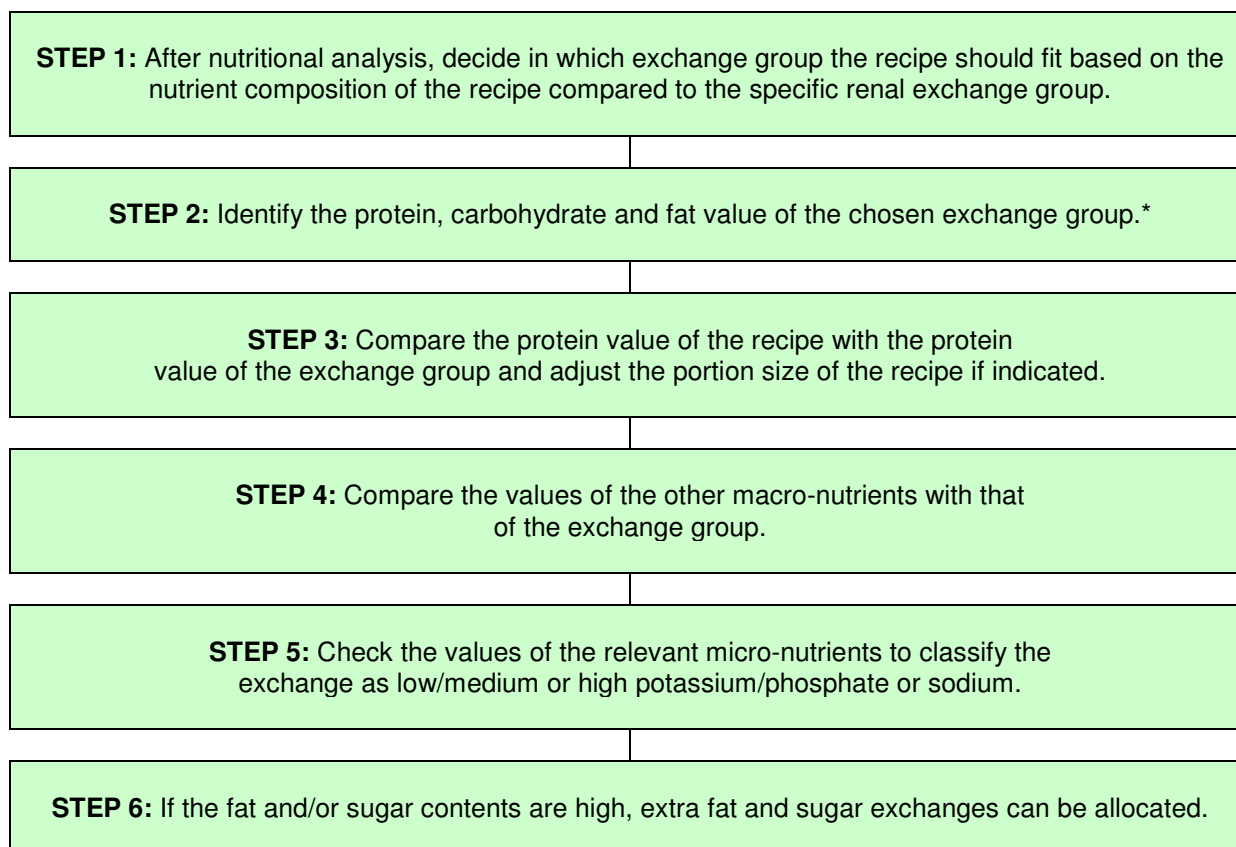 STEP 1: After nutritional analysis, decide in which exchange group the recipe should fit based on the
nutrient composition of the recipe compared to the specific renal exchange group.
STEP 2: Identify the protein, carbohydrate and fat value of the chosen exchange group.*
STEP 3: Compare the protein value of the recipe with the protein
value of the exchange group and adjust the portion size of the recipe if indicated.
STEP 4: Compare the values of the other macro-nutrients with that
of the exchange group.
STEP 5: Check the values of the relevant micro-nutrients to classify the
exchange as low/medium or high potassium/phosphate or sodium.
STEP 6: If the fat and/or sugar contents are high, extra fat and sugar exchanges can be allocated.